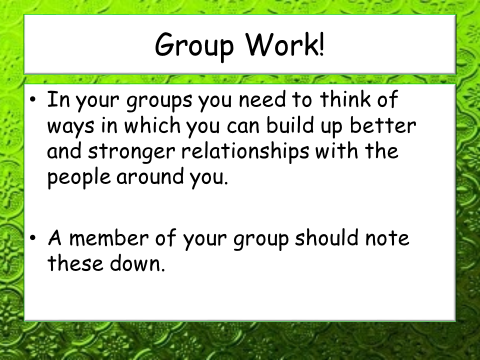 Group Work!
• In your groups you need to think of
ways in which you can build up better
and stronger relationships with the
people around you.
• A member of your group should note
these down.